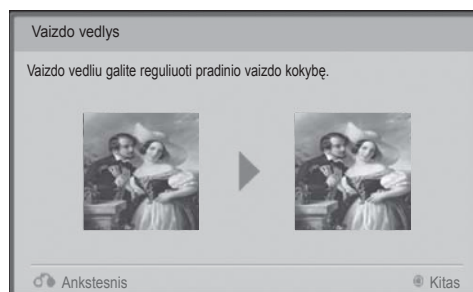 Vaizdo vedlys
Vaizdo vedliu galite reguliuoti pradinio vaizdo kokybę.
Ankstesnis
Kitas